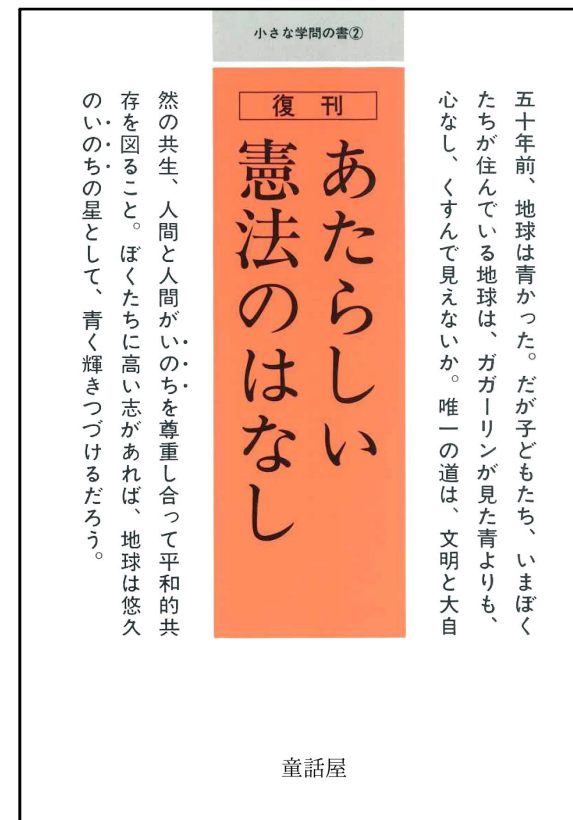 小さな学問の書②
復刊
あたらしい
憲法のはなし
五十年前、地球は青かった。だが子どもたち、いまぼく
たちが住んでいる地球は、ガガーリンが見た青よりも、
心なし、くすんで見えないか。唯一の道は、文明と大自
然の共生、人間と人間がいのちを尊重し合って平和的共
存を図ること。ぼくたちに高い志があれば、地球は悠久
のいのちの星として、青く輝きつづけるだろう。
童話屋